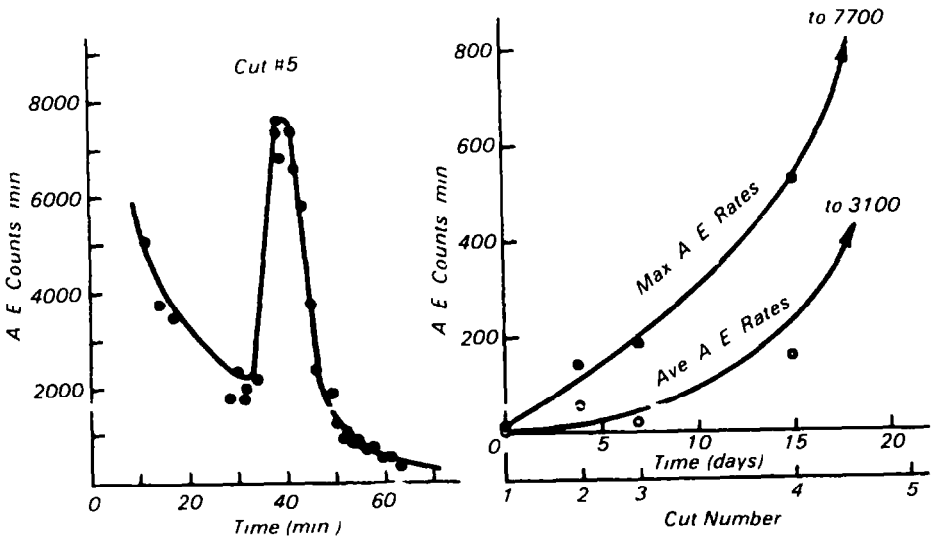 Cut #5
A E Counts min
8000
6000
4000
2000
0 20 40 60
Time (min )
to 7700
to 3100
A E Counts min
800
600
400
200
Max A E Rates
Ave A E Rates
0 5 10 15 20
Time (days)
1 2 3 4 5
Cut Number